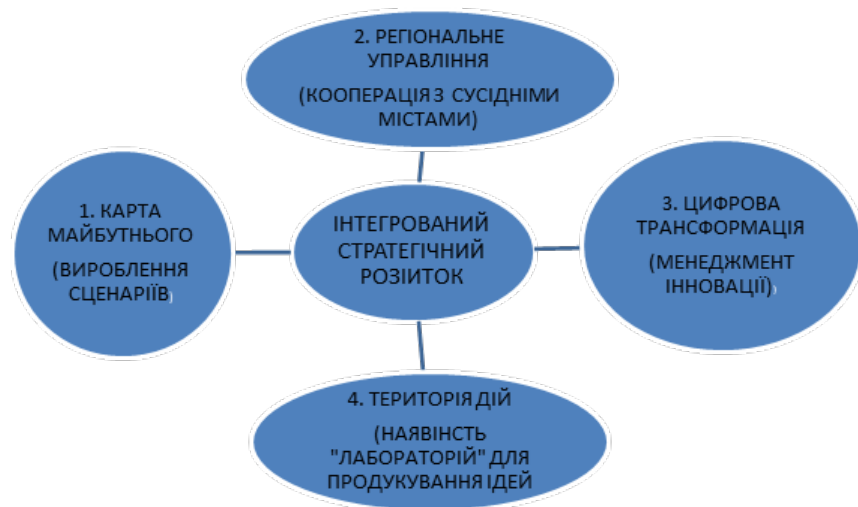 2. РЕГІОНАЛЬНЕ
УПРАВЛІННЯ
(КООПЕРАЦІЯ З СУСІДНІМИ
МІСТАМИ)
1. КАРТА
МАЙБУТНЬОГО
(ВИРОБЛЕННЯ
СЦЕНАРІЇВ)
ІНТЕГРОВАНИЙ
СТРАТЕГІЧНИЙ
РОЗІИТОК
3. ЦИФРОВА
ТРАНСФОРМАЦІЯ
(МЕНЕДЖМЕНТ
ІННОВАЦІЇ)
4. ТЕРИТОРІЯ ДІЙ
(НАЯВІНСТЬ
"ЛАБОРАТОРІЙ" ДЛЯ
ПРОДУКУВАННЯ ІДЕЙ